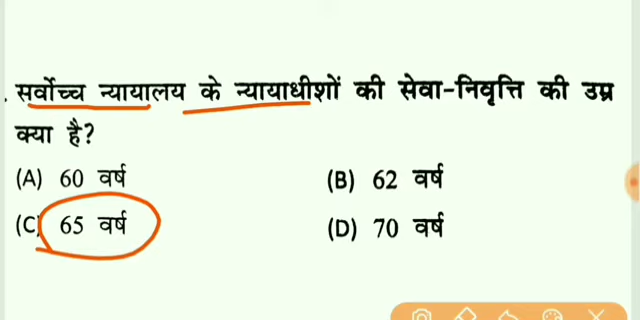 . सर्वोच्च न्यायालय के न्यायाधीशों की सेवा-निवृत्ति की उम्र
क्या है?
(A) 60 वर्ष (B) 62 वर्ष
(C) 65 वर्ष (D) 70 वर्ष